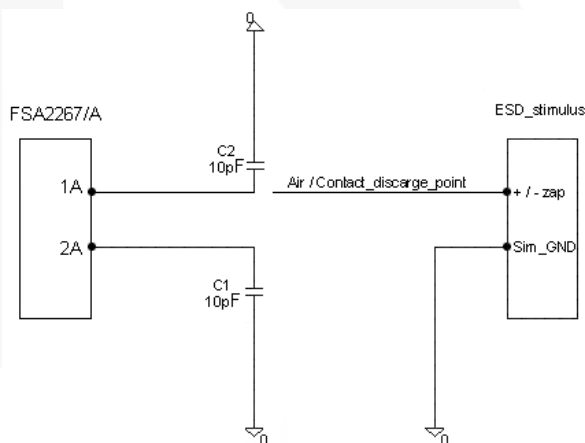 0
FSA2267/A
ESD_stimulus
C2
10pF
1A
Air / Contact_discarge_point
+ / - zap
2A
Sim_GND
C1
10pF
0
0